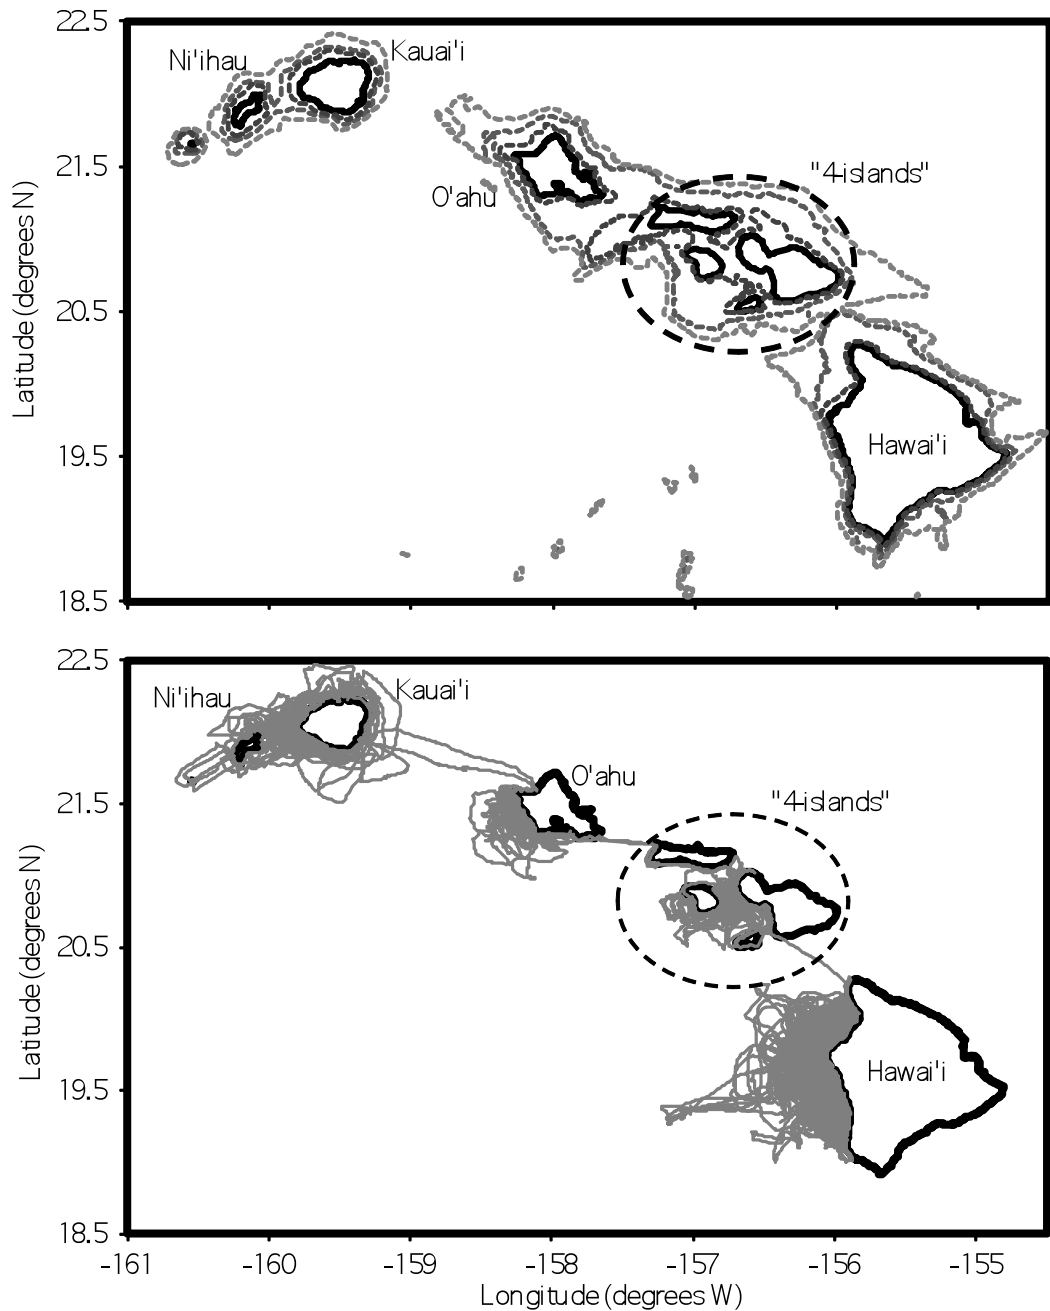 22.5
Ni'ihau
Kauai'i
21.5
"4-islands"
O'ahu
Latitude (degrees N)
20.5
Hawai'i
19.5
18.5
22.5
Ni'ihau
Kauai'i
O'ahu
21.5
"4-islands"
Latitude (degrees N)
20.5
Hawai'i
19.5
18.5
-161 -160 -159 -158 -157 -156 -155
Longitude (degrees W)